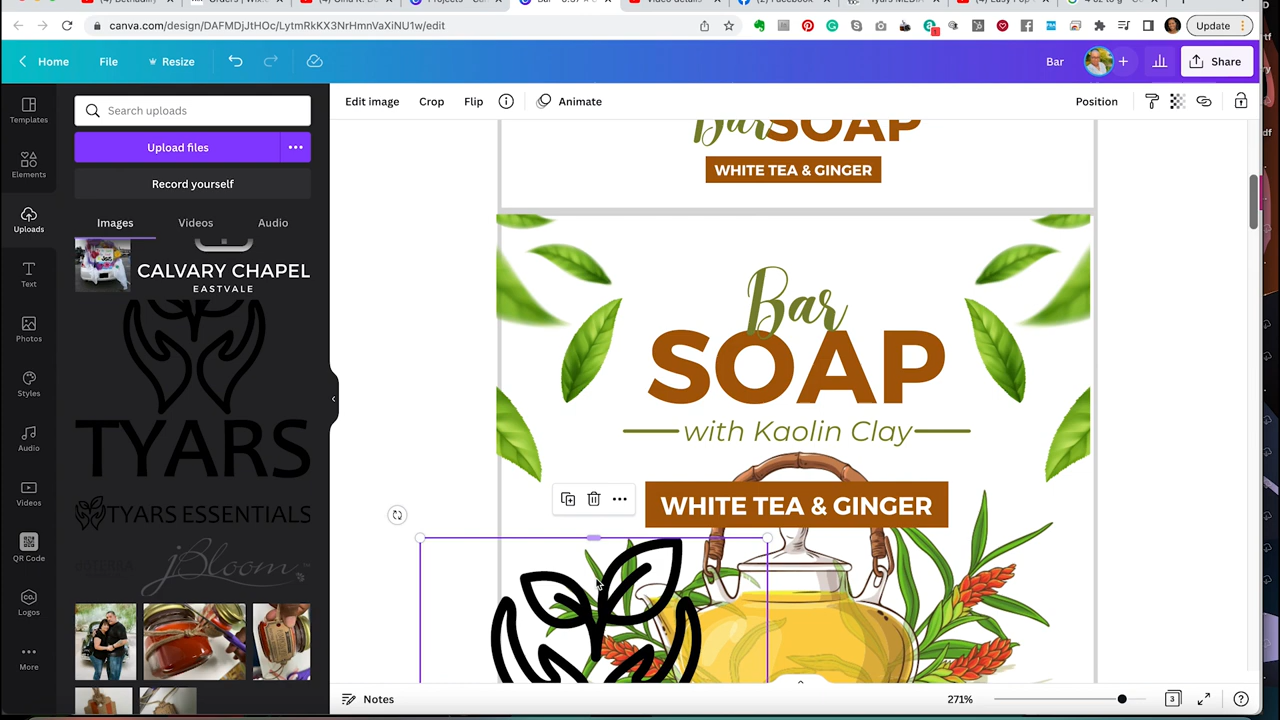 canva.com/design/DAFMDjJtHOc/LytmRkKX3NrHmnVaXiNU1w/edit
Update
Home
File
Resize
Bar
Share
Templates
Elements
Uploads
Text
Photos
Styles
Audio
Videos
QR Code
Logos
More
Search uploads
Upload files
Record yourself
Images
Videos
Audio
CALVARY CHAPEL
EASTVALE
TYARS
TYARS ESSENTIALS
jBloom
Edit image
Crop
Flip
Animate
Position
Bar SOAP
WHITE TEA & GINGER
Bar
SOAP
with Kaolin Clay
WHITE TEA & GINGER
Notes
271%
3